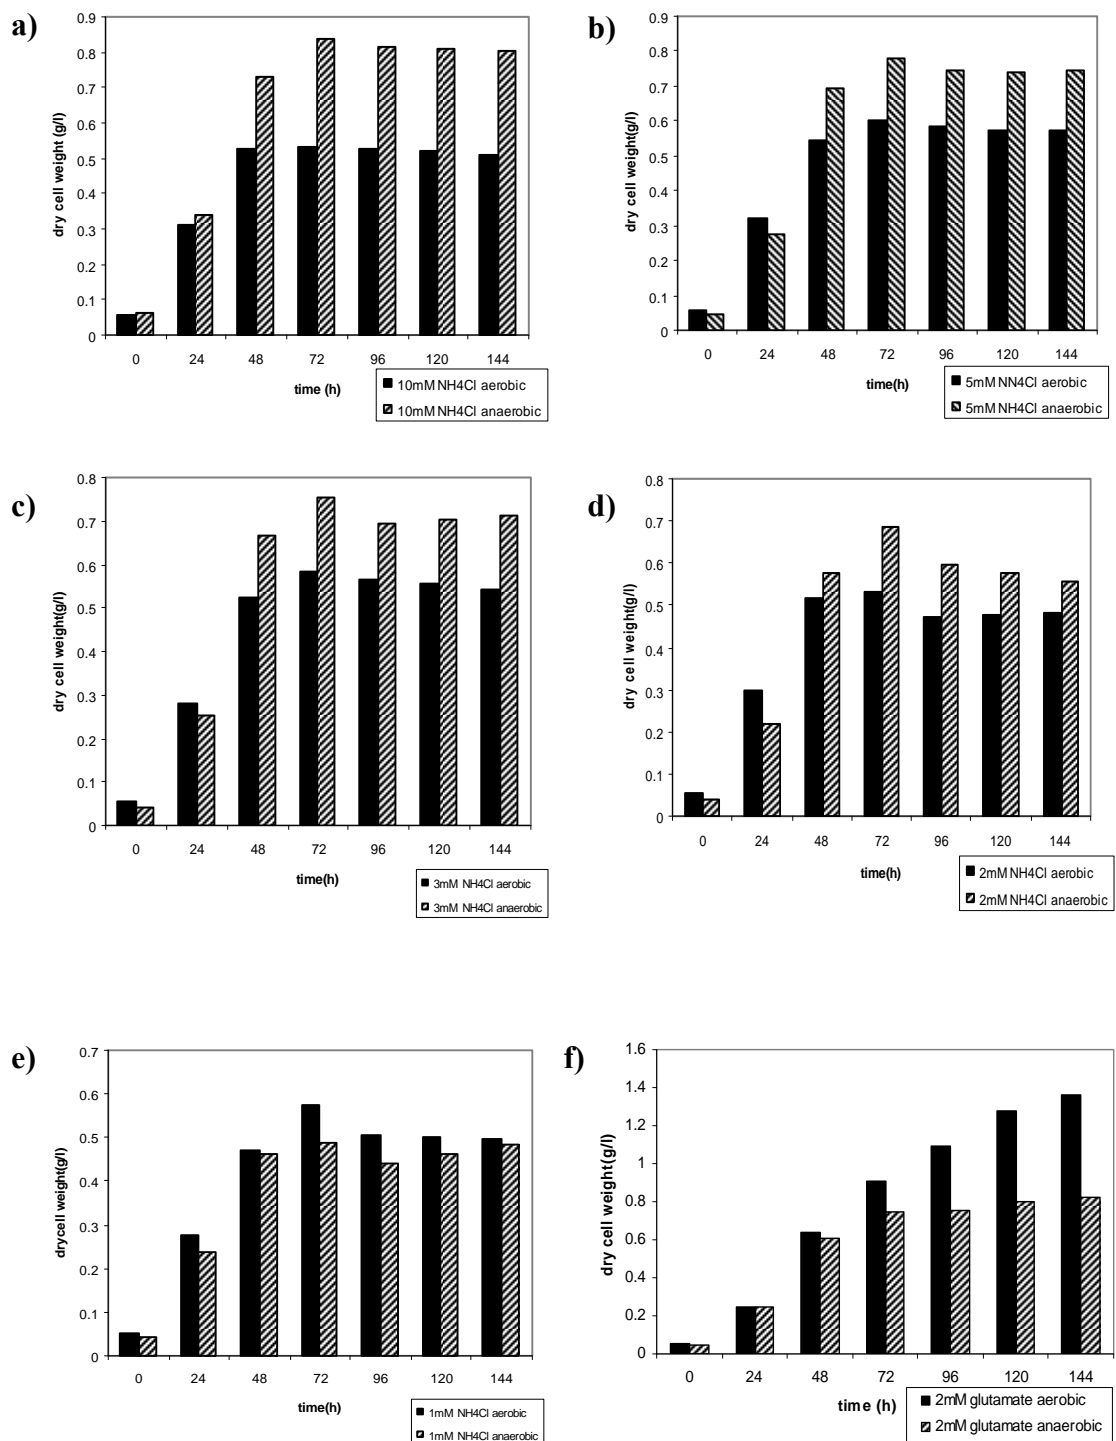 a)
0.9
0.8
0.7
0.6
0.5
0.4
0.3
0.2
0.1
0
dry cell weight (g/l)
0 24 48 72 96 120 144
time (h)
10mM NH4Cl aerobic
10mM NH4Cl anaerobic
b)
0.9
0.8
0.7
0.6
0.5
0.4
0.3
0.2
0.1
0
dry cell weight(g/l)
0 24 48 72 96 120 144
time(h)
5mM NN4Cl aerobic
5mM NH4Cl anaerobic
c)
0.8
0.7
0.6
0.5
0.4
0.3
0.2
0.1
0
dry cell weight(g/l)
0 24 48 72 96 120 144
time(h)
3mM NH4Cl aerobic
3mM NH4Cl anaerobic
d)
0.8
0.7
0.6
0.5
0.4
0.3
0.2
0.1
0
dry cell weight(g/l)
0 24 48 72 96 120 144
time(h)
2mM NH4Cl aerobic
2mM NH4Cl anaerobic
e)
0.7
0.6
0.5
0.4
0.3
0.2
0.1
0
drycell weight(g/l)
0 24 48 72 96 120 144
time(h)
1mM NH4Cl aerobic
1mM NH4Cl anaerobic
f)
1.6
1.4
1.2
1
0.8
0.6
0.4
0.2
0
dry cell weight(g/l)
0 24 48 72 96 120 144
time (h)
2mM glutamate aerobic
2mM glutamate anaerobic